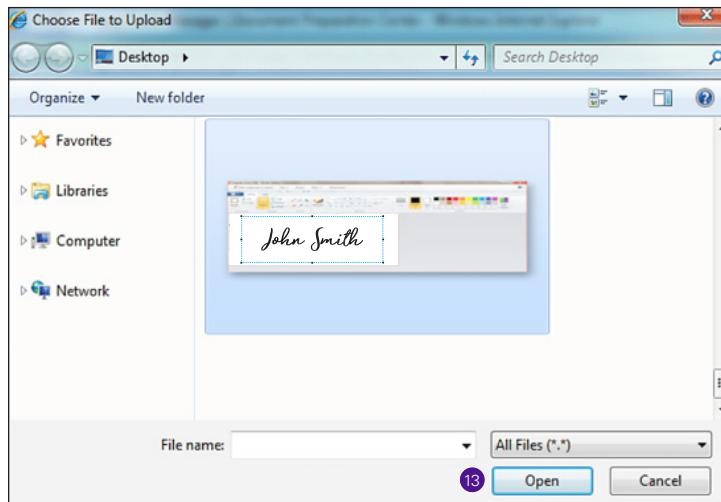 Choose File to Upload
Desktop
Search Desktop
Organize
New folder
Favorites
Libraries
Computer
Network
John Smith
File name:
All Files (*.*)
13
Open
Cancel